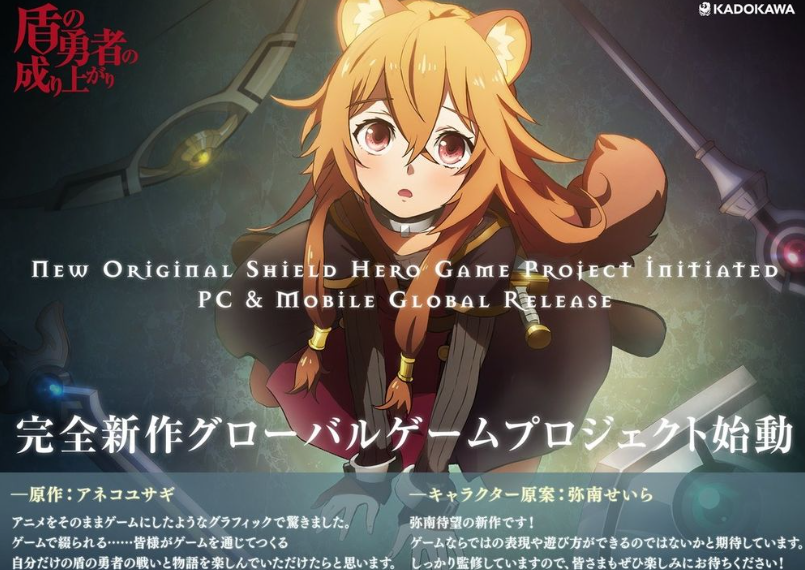 盾の勇者の
成り上がり
KADOKAWA
New Original Shield Hero Game Project Initiated
PC & Mobile Global Release
完全新作グローバルゲームプロジェクト始動
―原作：アネコユサギ
アニメをそのままゲームにしたようなグラフィックで驚きました。
ゲームで綴られる……皆様がゲームを通じてつくる
自分だけの盾の勇者の戦いと物語を楽しんでいただけたらと思います。
―キャラクター原案：弥南せいら
弥南待望の新作です！
ゲームならではの表現や遊び方ができるのではないかと期待しています。
しっかり監修していますので、皆さまもぜひ楽しみにお待ちください！